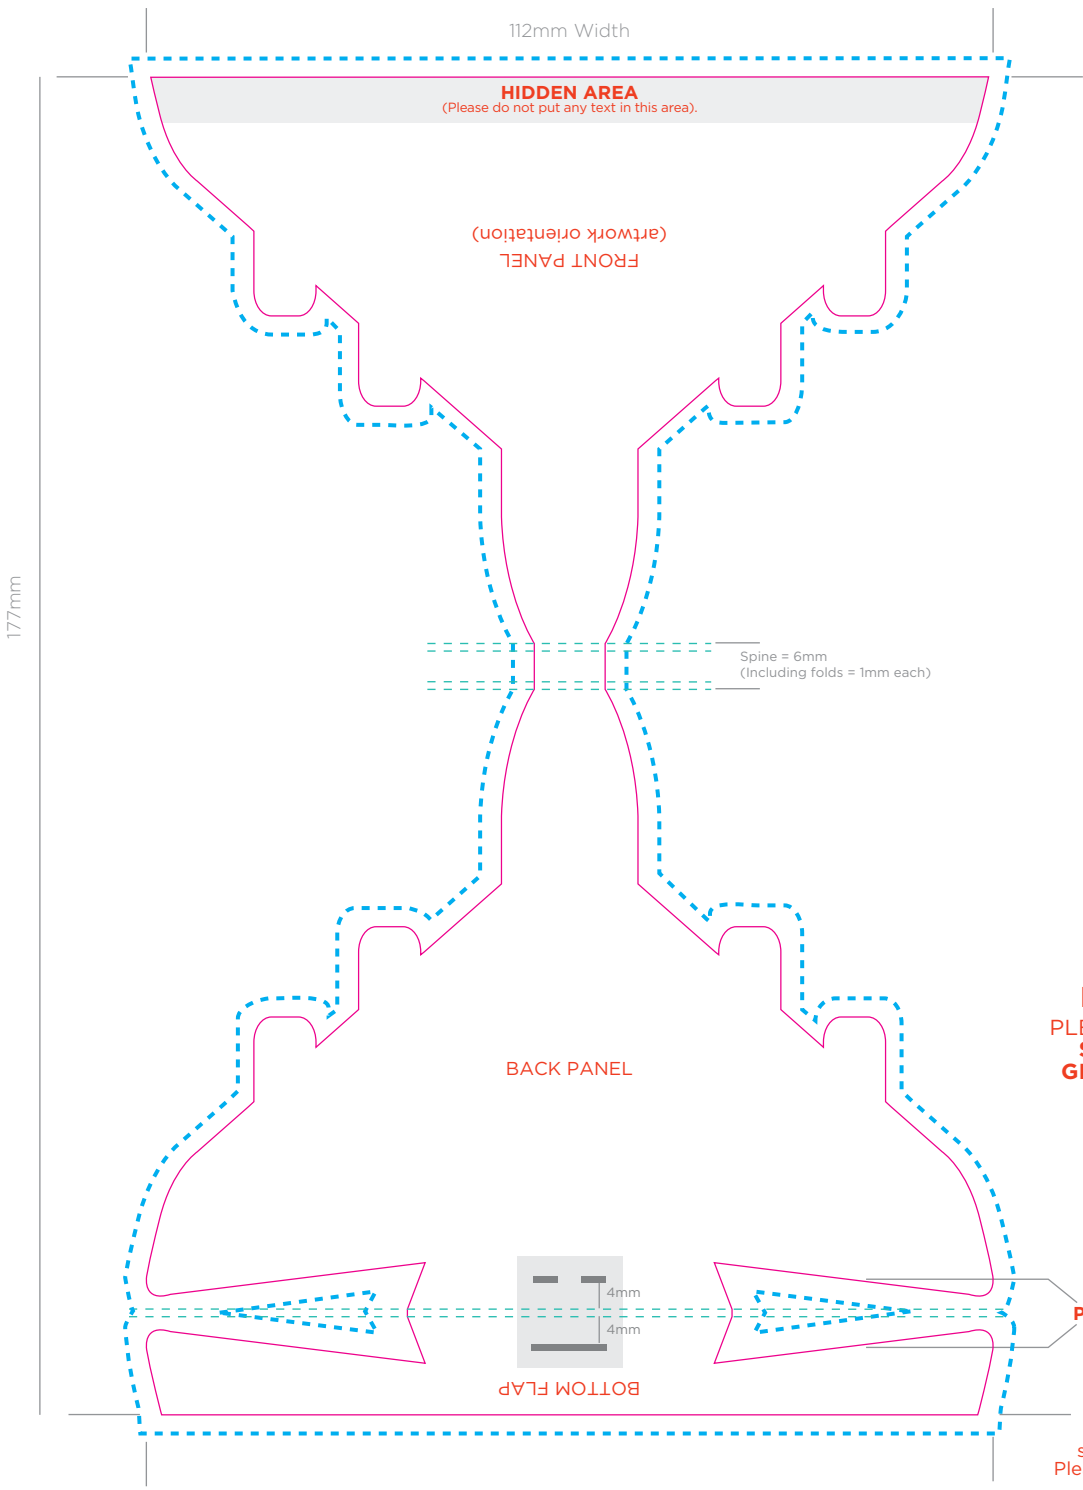 112mm Width
HIDDEN AREA
(Please do not put any text in this area).
FRONT PANEL
(artwork orientation)
177mm
Spine = 6mm
(Including folds = 1mm each)
PLE
GI
BACK PANEL
4mm
4mm
P
BOTTOM FLAP
s
Ple